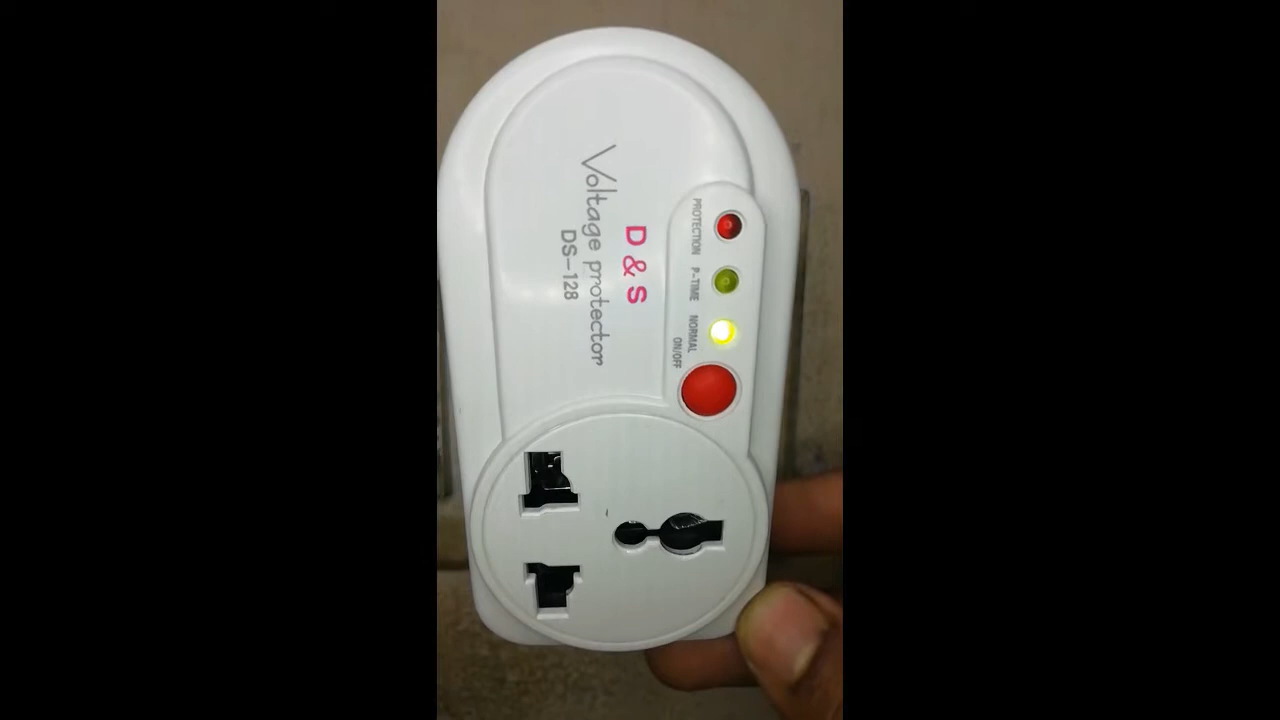 D & S
Voltage protector
DS-128
PROTECTION
P-TIME
NORMAL
ON/OFF